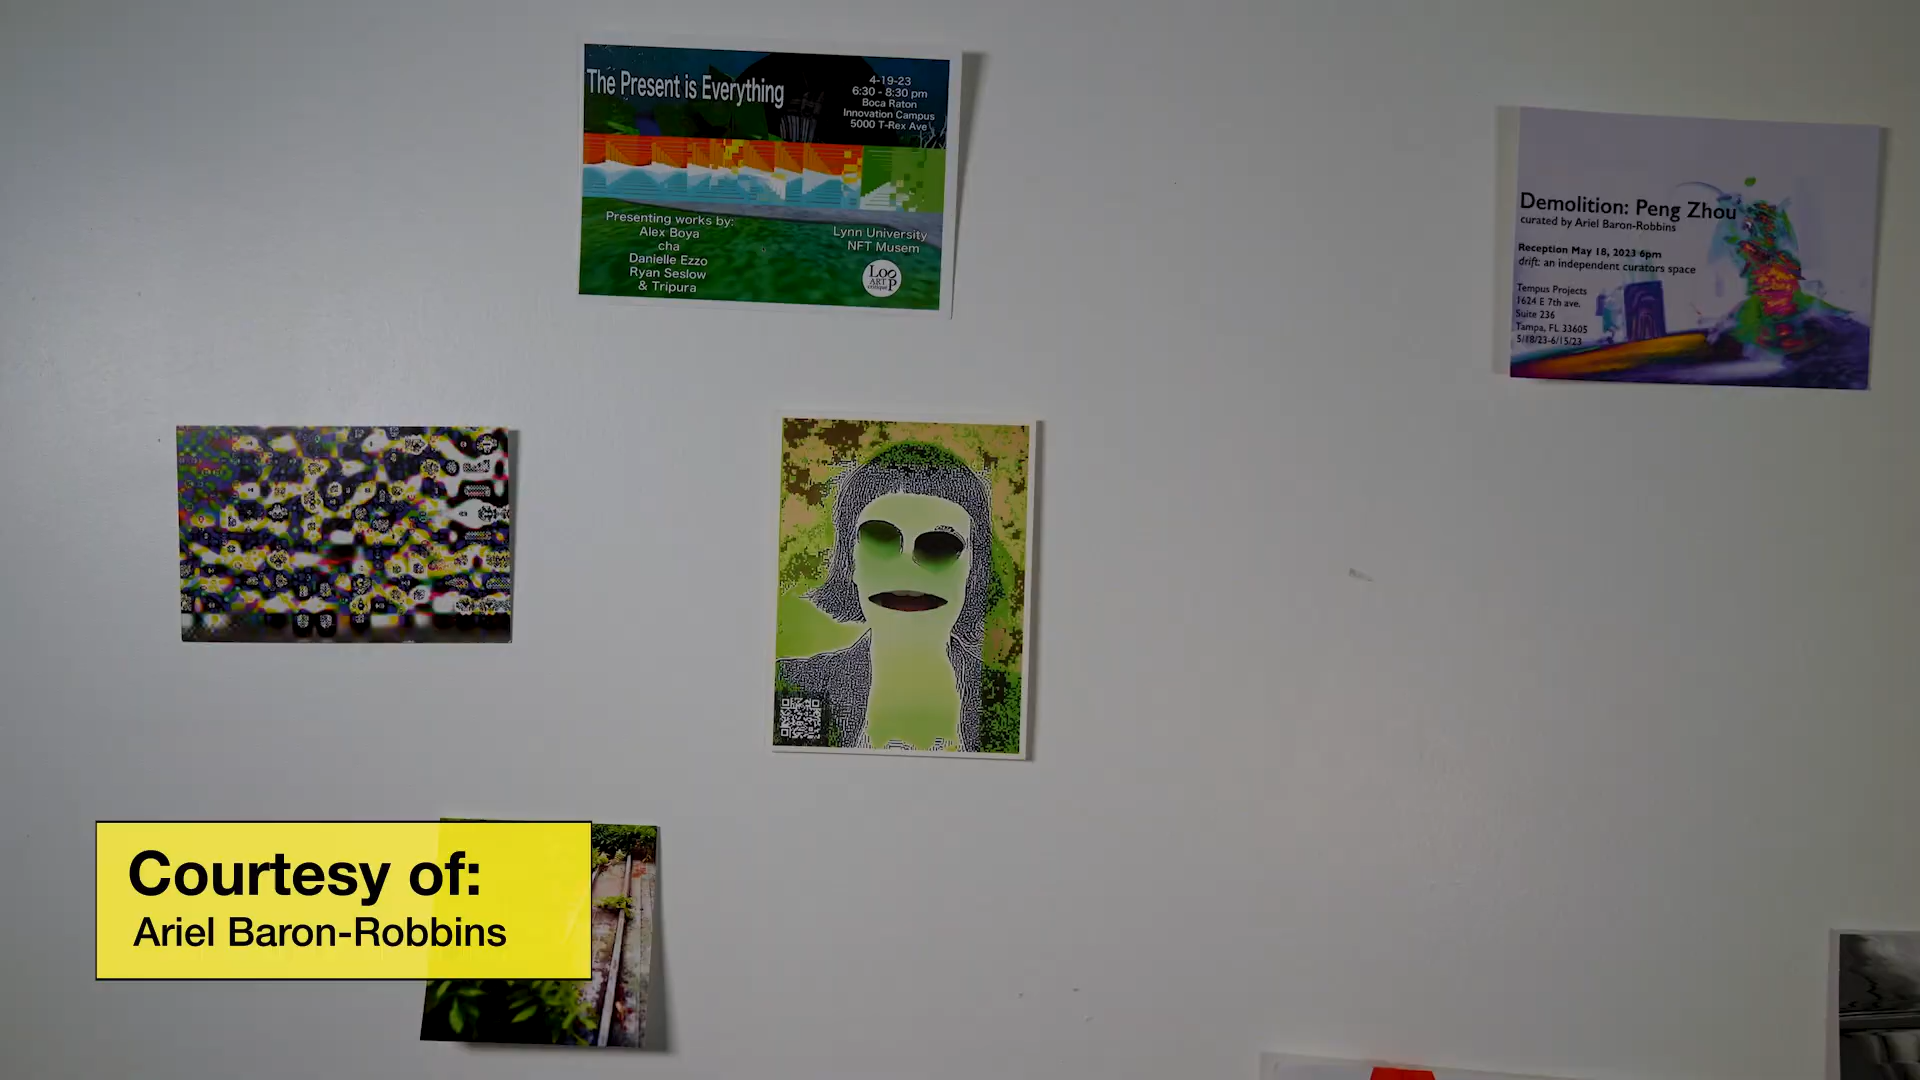 The Present is Everything
4-19-23
6:30 - 8:30 pm
Boca Raton
Innovation Campus
5000 T-Rex Ave
Presenting works by:
Alex Boya
cha
Danielle Ezzo
Ryan Seslow
& Tripura
Lynn University
NFT Musem
Loo
ART P
critique
Demolition: Peng Zhou
curated by Ariel Baron-Robbins
Reception May 18, 2023 6pm
drift: an independent curators space
Tempus Projects
1624 E 7th ave.
Suite 236
Tampa, FL 33605
5/18/23-6/15/23
Courtesy of:
Ariel Baron-Robbins